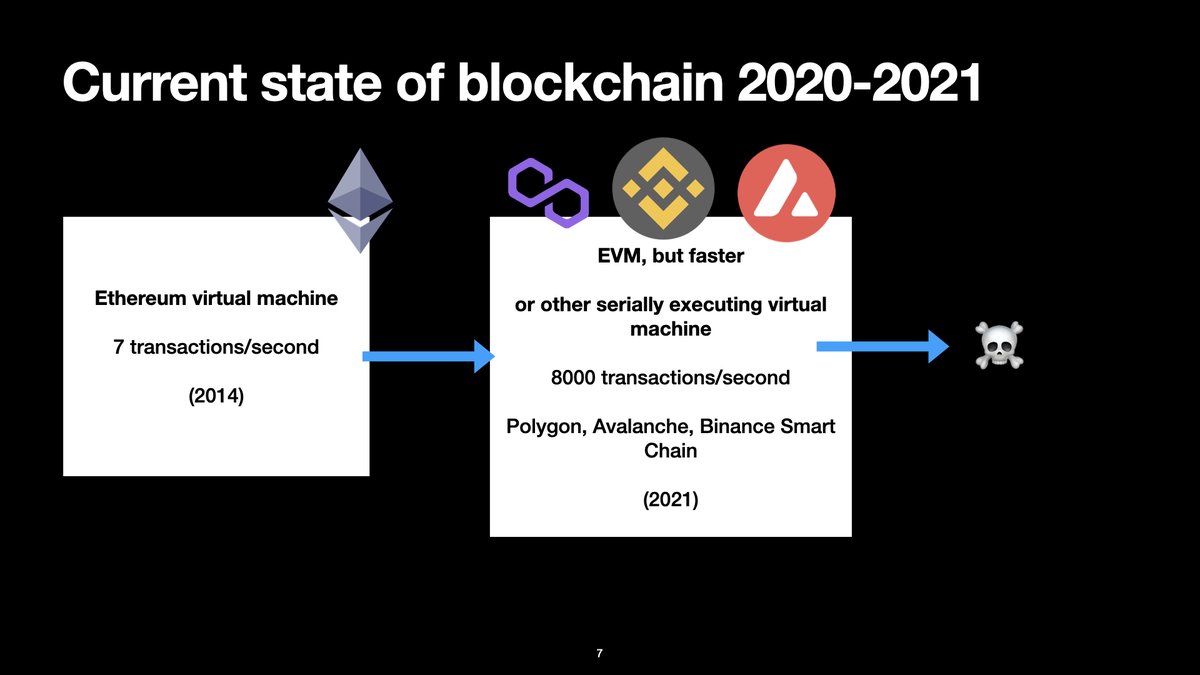 Current state of blockchain 2020-2021
Ethereum virtual machine
7 transactions/second
(2014)
EVM, but faster
or other serially executing virtual
machine
8000 transactions/second
Polygon, Avalanche, Binance Smart
Chain
(2021)
7